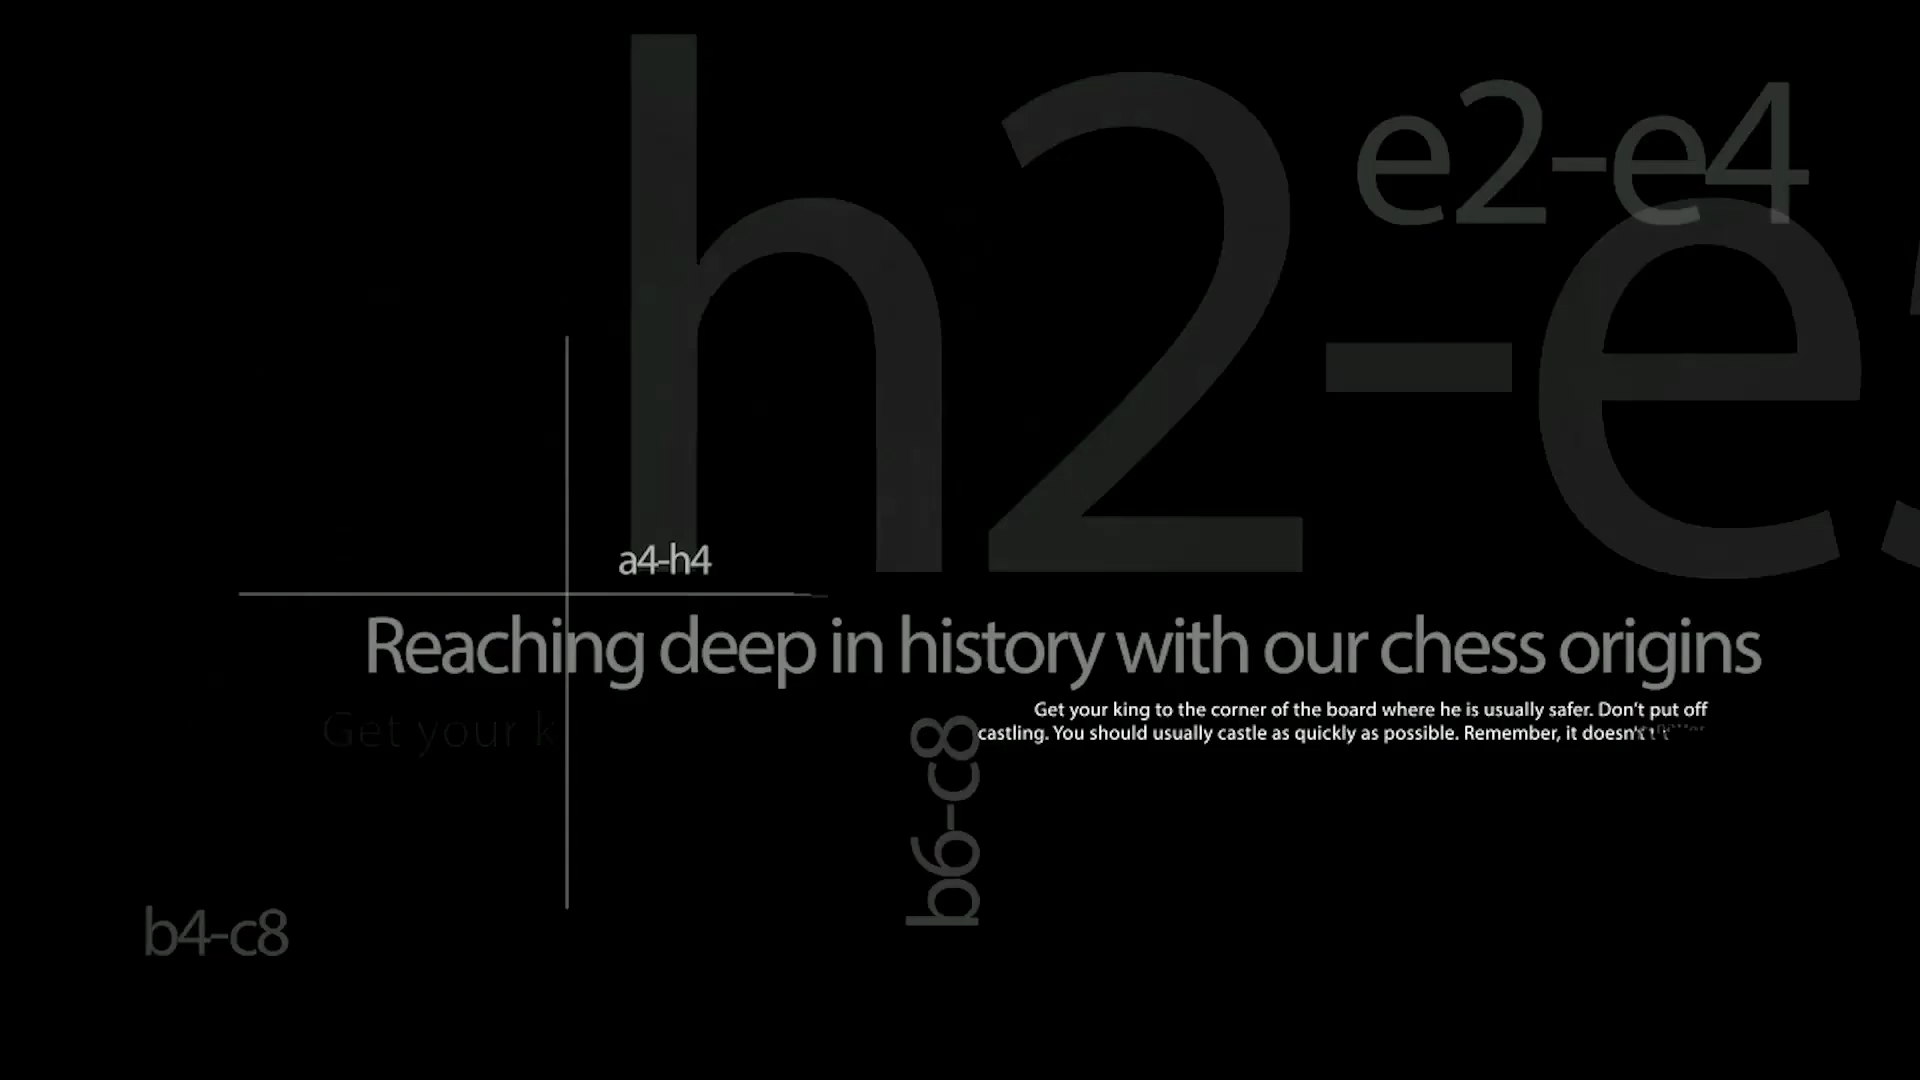 h2-e5
e2-e4
a4-h4
Reaching deep in history with our chess origins
Get your king to the corner of the board where he is usually safer. Don't put off
castling. You should usually castle as quickly as possible. Remember, it doesn't
Get your k
b6-c8
b4-c8